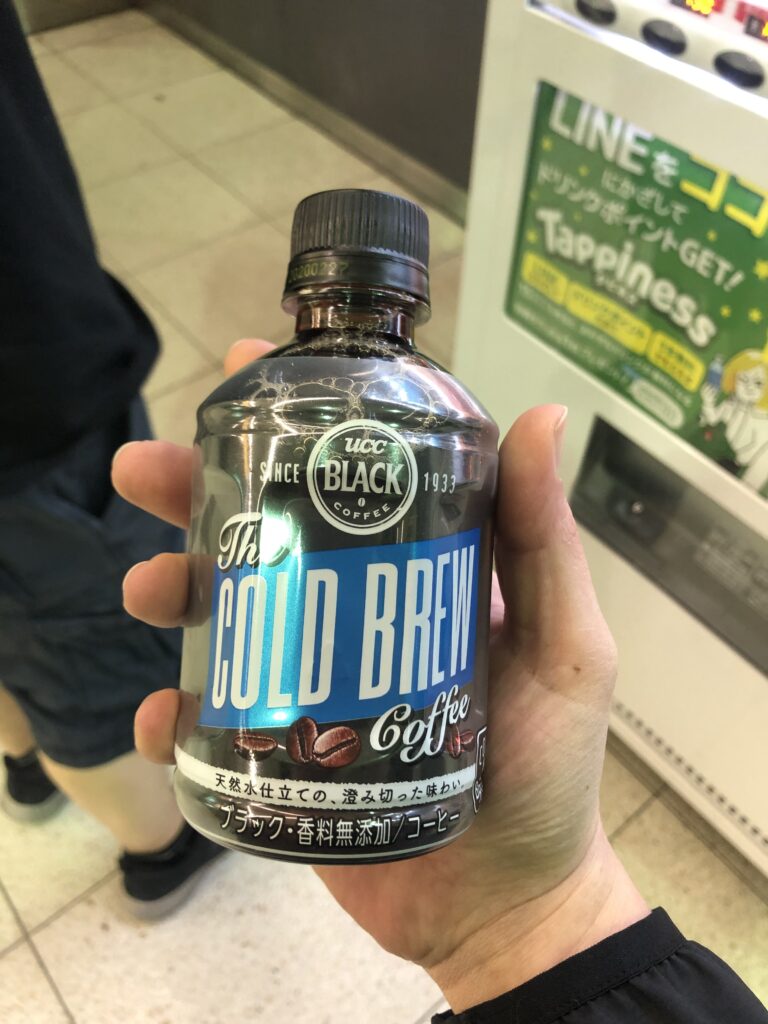 20200227
ucc
SINCE BLACK 1933
COFFEE
The
COLD BREW
Coffee
天然水仕立ての、澄み切った味わい。
ブラック・香料無添加/コーヒー
LINEを ココ
にかざして
ドリンクポイントGET!
Tappiness